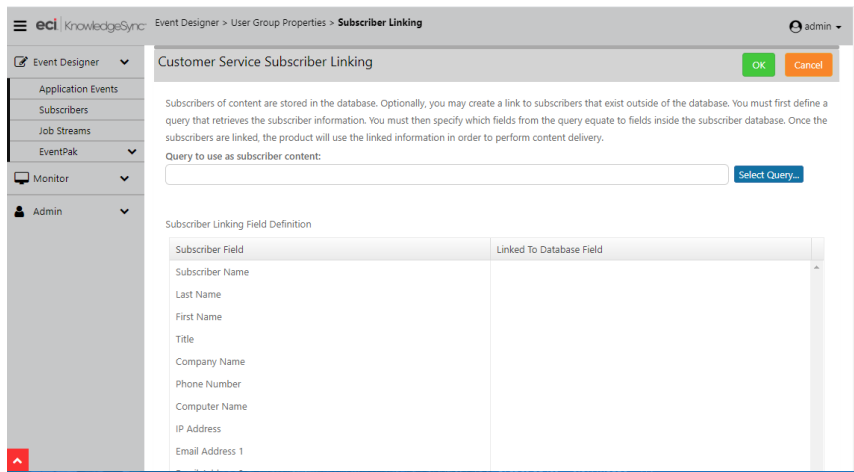 eci KnowledgeSync Event Designer > User Group Properties > Subscriber Linking admin
Event Designer
Customer Service Subscriber Linking OK Cancel
Application Events
Subscribers
Job Streams
EventPak
Monitor
Admin
Subscribers of content are stored in the database. Optionally, you may create a link to subscribers that exist outside of the database. You must first define a
query that retrieves the subscriber information. You must then specify which fields from the query equate to fields inside the subscriber database. Once the
subscribers are linked, the product will use the linked information in order to perform content delivery.
Query to use as subscriber content:
Select Query...
Subscriber Linking Field Definition
Subscriber Field Linked To Database Field
Subscriber Name
Last Name
First Name
Title
Company Name
Phone Number
Computer Name
IP Address
Email Address 1